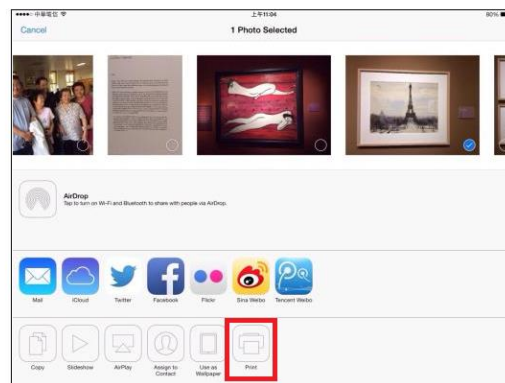 中華電信
上午11:04
80%
Cancel
1 Photo Selected
AirDrop
Tap to turn on Wi-Fi and Bluetooth to share with people via AirDrop.
Mail
iCloud
Twitter
Facebook
Flickr
Sina Weibo
Tencent Weibo
Copy
Slideshow
AirPlay
Assign to
Contact
Use as
Wallpaper
Print